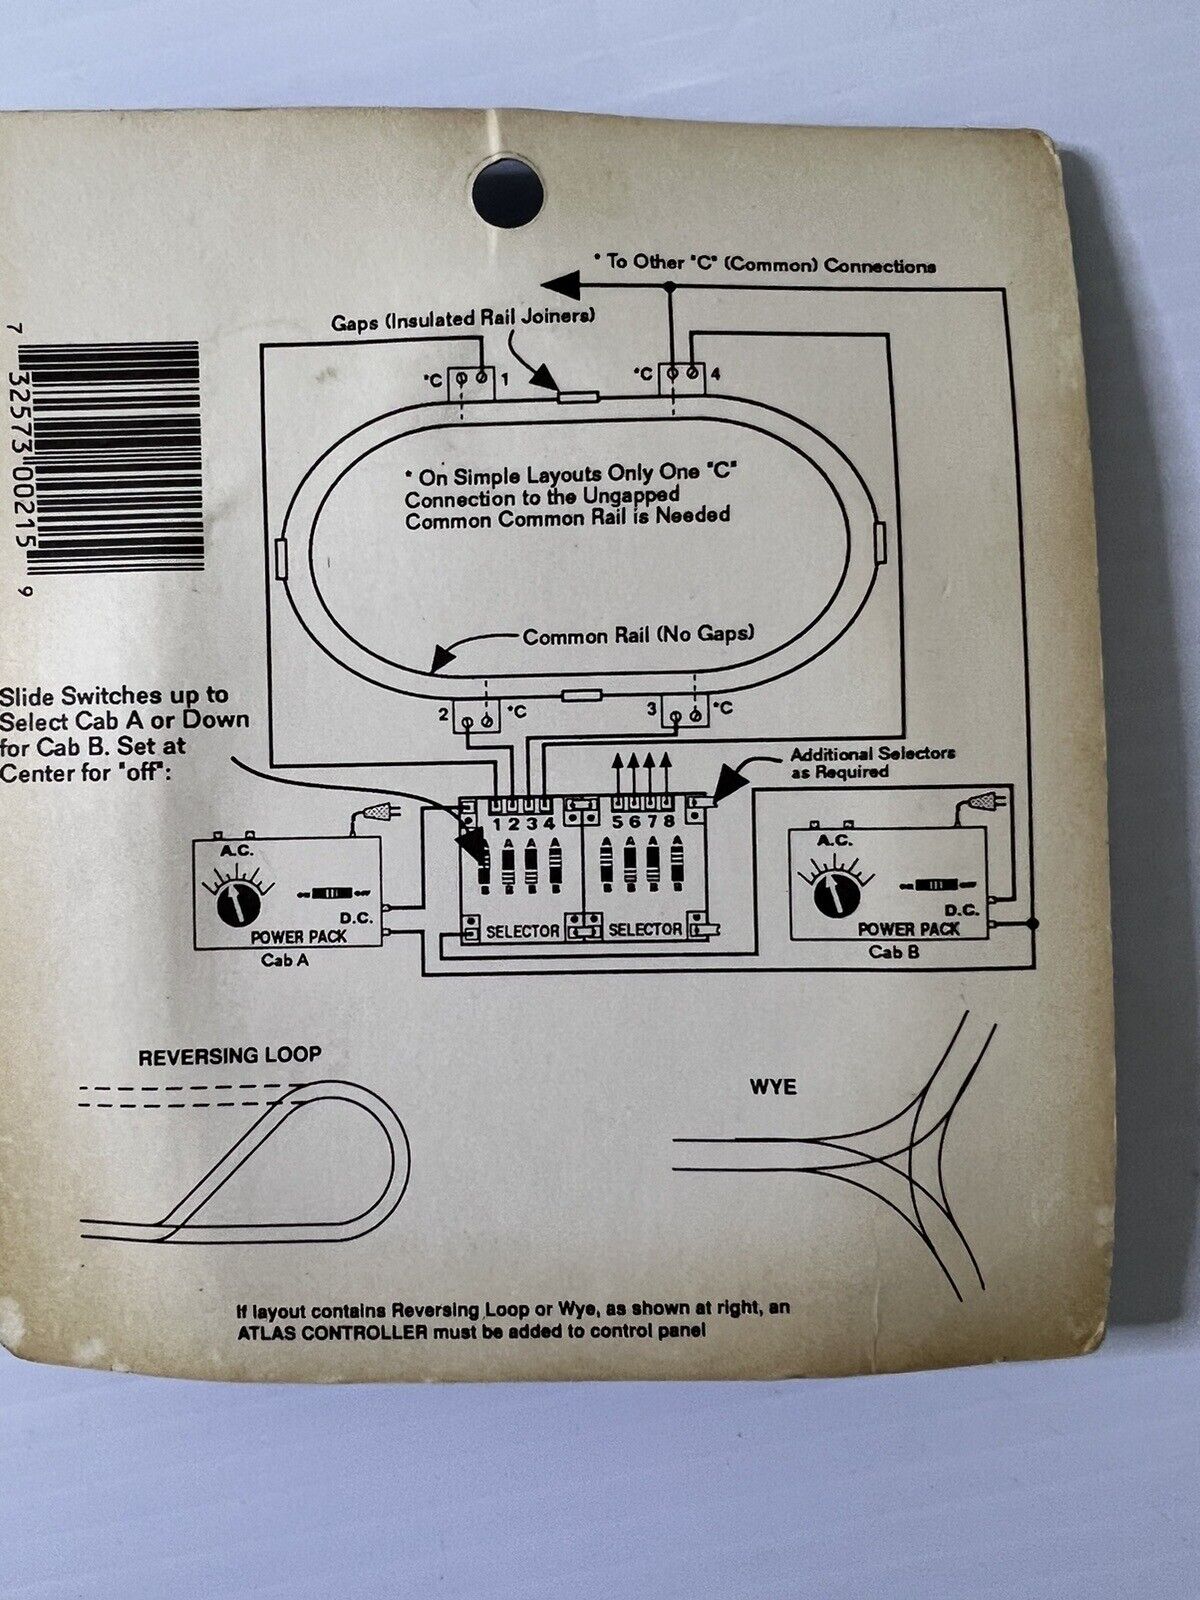 * To Other "C" (Common) Connections
Gaps (Insulated Rail Joiners)
"C 1
"C 4
* On Simple Layouts Only One "C"
Connection to the Ungapped
Common Common Rail is Needed
Common Rail (No Gaps)
7 32573 00215 9
Slide Switches up to
Select Cab A or Down
for Cab B. Set at
Center for "off":
2 "C
3 "C
Additional Selectors
as Required
1 2 3 4
5 6 7 8
A A A A
A A A A
B B B B
B B B B
SELECTOR
SELECTOR
A.C.
D.C.
POWER PACK
Cab A
A.C.
D.C.
POWER PACK
Cab B
REVERSING LOOP
WYE
If layout contains Reversing Loop or Wye, as shown at right, an
ATLAS CONTROLLER must be added to control panel